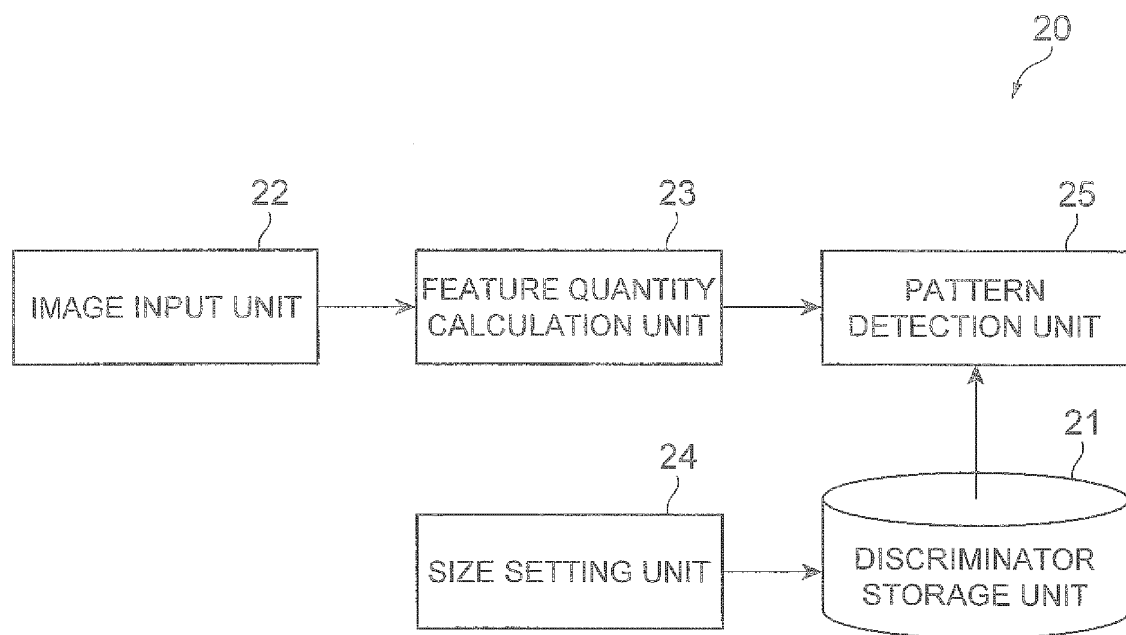 20
22
23
25
IMAGE INPUT UNIT
FEATURE QUANTITY
CALCULATION UNIT
PATTERN
DETECTION UNIT
24
21
SIZE SETTING UNIT
DISCRIMINATOR
STORAGE UNIT